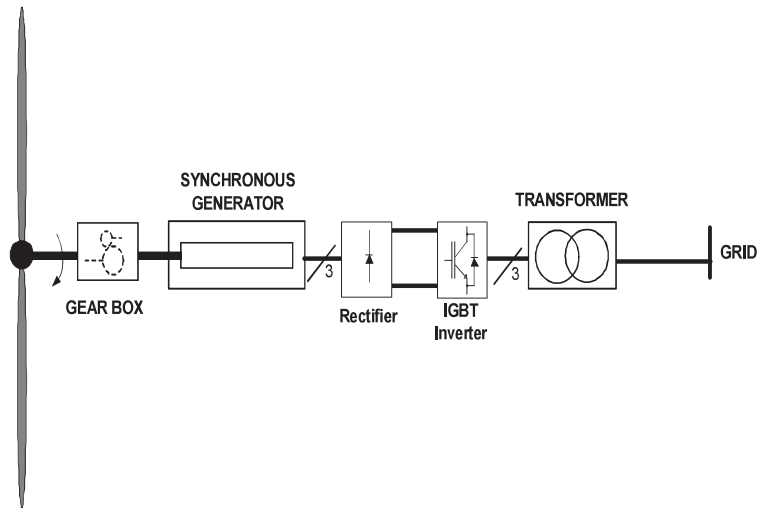 SYNCHRONOUS
GENERATOR
TRANSFORMER
GRID
GEAR BOX
3
Rectifier
IGBT
Inverter
3